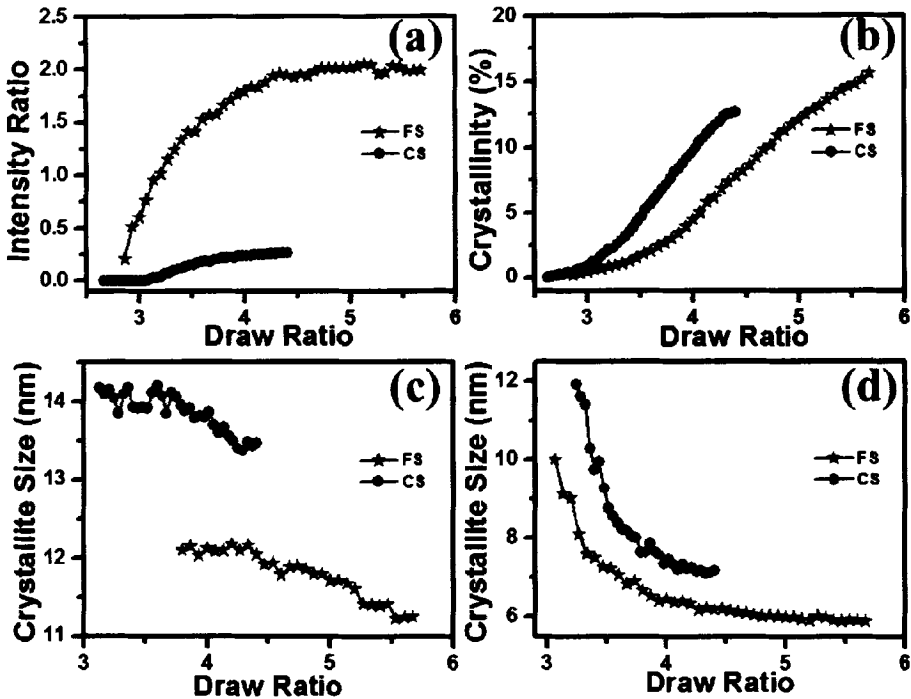 (a)
Intensity Ratio
2.5
2.0
1.5
1.0
0.5
0.0
FS
CS
3 4 5 6
Draw Ratio
(b)
Crystallinity (%)
20
15
10
5
0
FS
CS
3 4 5 6
Draw Ratio
(c)
Crystallite Size (nm)
14
13
12
11
FS
CS
3 4 5 6
Draw Ratio
(d)
Crystallite Size (nm)
12
10
8
6
FS
CS
3 4 5 6
Draw Ratio